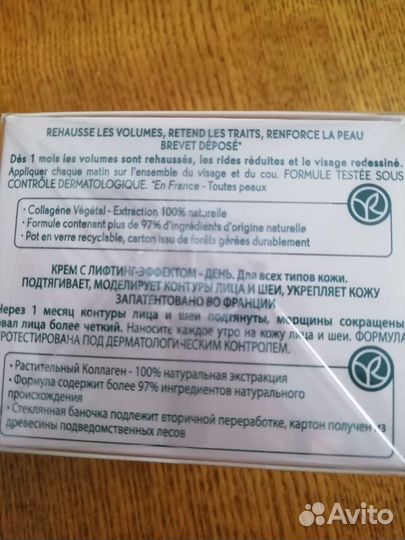 REHAUSSE LES VOLUMES, RETEND LES TRAITS, RENFORCE LA PEAU
BREVET DÉPOSÉ*
Dès 1 mois les volumes sont rehaussés, les rides réduites et le visage redessiné.
Appliquer chaque matin sur l'ensemble du visage et du cou. FORMULE TESTÉE SOUS
CONTRÔLE DERMATOLOGIQUE. *En France - Toutes peaux
• Collagène Végétal - Extraction 100% naturelle
• Formule contenant plus de 97% d'ingrédients d'origine naturelle
• Pot en verre recyclable, carton issu de forêts gérées durablement
КРЕМ С ЛИФТИНГ-ЭФФЕКТОМ - ДЕНЬ. Для всех типов кожи.
ПОДТЯГИВАЕТ, МОДЕЛИРУЕТ КОНТУРЫ ЛИЦА И ШЕИ, УКРЕПЛЯЕТ КОЖУ
ЗАПАТЕНТОВАНО ВО ФРАНЦИИ
Через 1 месяц контуры лица и шеи подтянуты, морщины сокращены,
овал лица более четкий. Наносите каждое утро на кожу лица и шеи. ФОРМУЛА
ПРОТЕСТИРОВАНА ПОД ДЕРМАТОЛОГИЧЕСКИМ КОНТРОЛЕМ.
• Растительный Коллаген - 100% натуральная экстракция
• Формула содержит более 97% ингредиентов натурального
происхождения
• Стеклянная баночка подлежит вторичной переработке, картон получен из
древесины подведомственных лесов
Avito